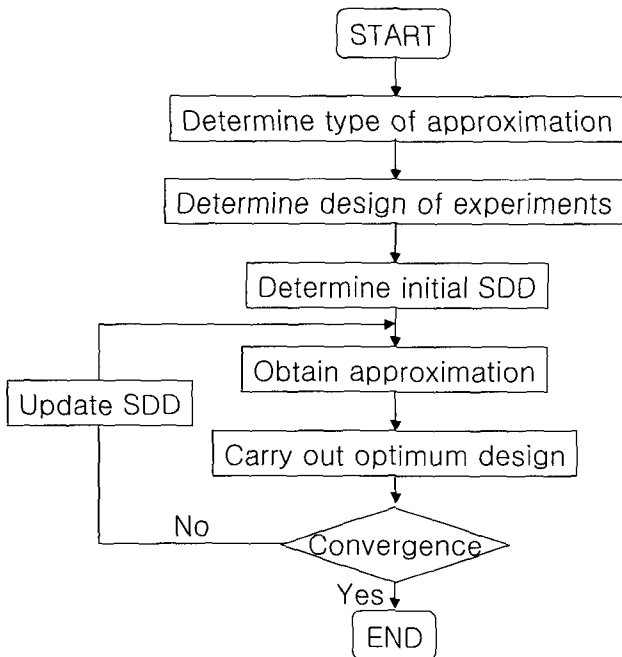 START
Determine type of approximation
Determine design of experiments
Determine initial SDD
Obtain approximation
Update SDD
Carry out optimum design
No
Convergence
Yes
END